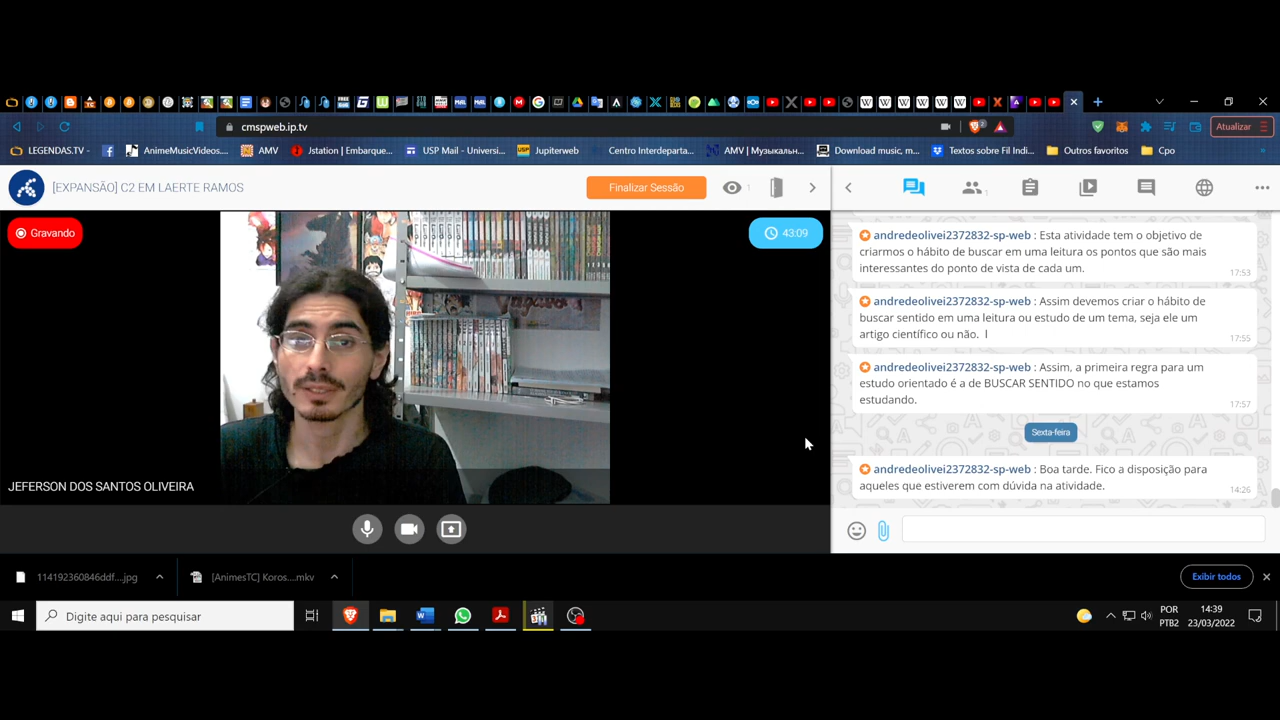 cmspweb.ip.tv
Atualizar
LEGENDAS.TV -
AnimeMusicVideos...
AMV
Jstation | Embarque...
USP Mail - Universi...
Jupiterweb
Centro Interdeparta...
AMV | Музыкальн...
Download music, m...
Textos sobre Fil Indi...
Outros favoritos
Cpo
[EXPANSÃO] C2 EM LAERTE RAMOS
Finalizar Sessão
1
1
Gravando
43:09
JEFERSON DOS SANTOS OLIVEIRA
andredeolivei2372832-sp-web : Esta atividade tem o objetivo de
criarmos o hábito de buscar em uma leitura os pontos que são mais
interessantes do ponto de vista de cada um.
17:53
andredeolivei2372832-sp-web : Assim devemos criar o hábito de
buscar sentido em uma leitura ou estudo de um tema, seja ele um
artigo científico ou não. l
17:55
andredeolivei2372832-sp-web : Assim, a primeira regra para um
estudo orientado é a de BUSCAR SENTIDO no que estamos
estudando.
17:57
Sexta-feira
andredeolivei2372832-sp-web : Boa tarde. Fico a disposição para
aqueles que estiverem com dúvida na atividade.
14:26
114192360846ddf....jpg
[AnimesTC] Koros....mkv
Exibir todos
Digite aqui para pesquisar
POR
PTB2
14:39
23/03/2022